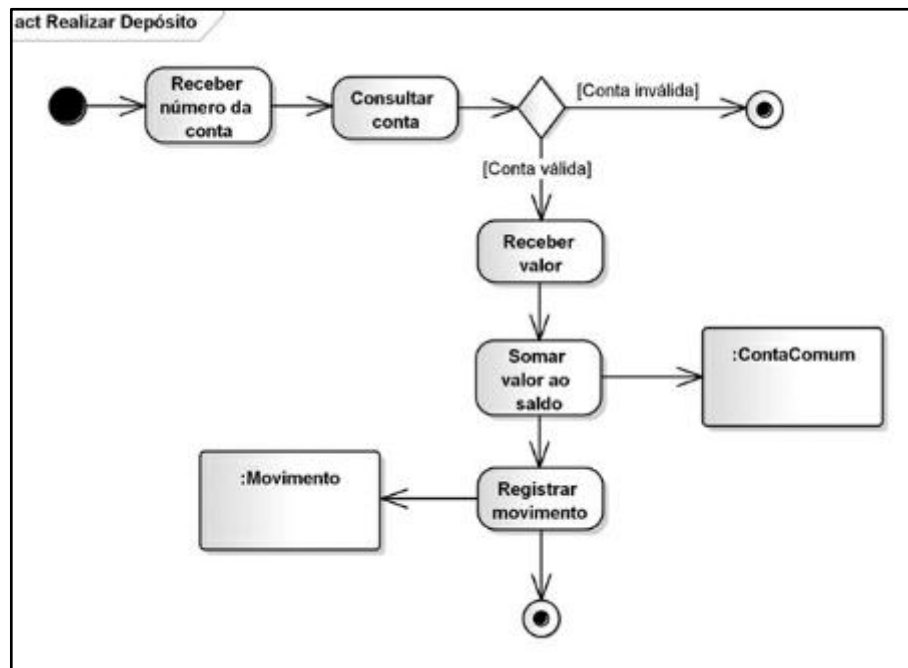 act Realizar Depósito
Receber
número da
conta
Consultar
conta
[Conta inválida]
[Conta válida]
Receber
valor
Somar
valor ao
saldo
:ContaComum
:Movimento
Registrar
movimento